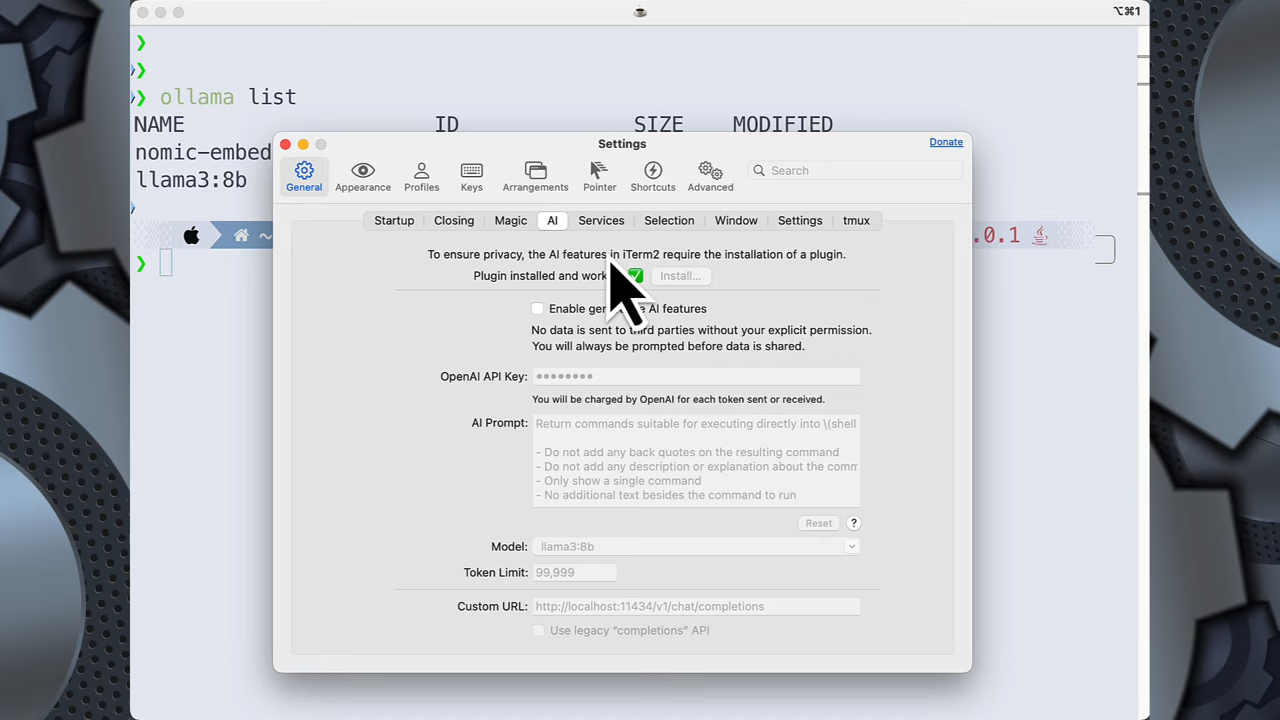 ⌥⌘1
❯
❯
❯ ollama list
NAME ID SIZE MODIFIED
nomic-embed
llama3:8b
~
.0.1
❯
Settings
Donate
General Appearance Profiles Keys Arrangements Pointer Shortcuts Advanced
Search
Startup Closing Magic AI Services Selection Window Settings tmux
To ensure privacy, the AI features in iTerm2 require the installation of a plugin.
Plugin installed and work ✅ Install...
Enable gen AI features
No data is sent to third parties without your explicit permission.
You will always be prompted before data is shared.
OpenAI API Key: ••••••••
You will be charged by OpenAI for each token sent or received.
AI Prompt: Return commands suitable for executing directly into \(shell
- Do not add any back quotes on the resulting command
- Do not add any description or explanation about the comm
- Only show a single command
- No additional text besides the command to run
Reset ?
Model: llama3:8b
Token Limit: 99,999
Custom URL: http://localhost:11434/v1/chat/completions
Use legacy “completions” API